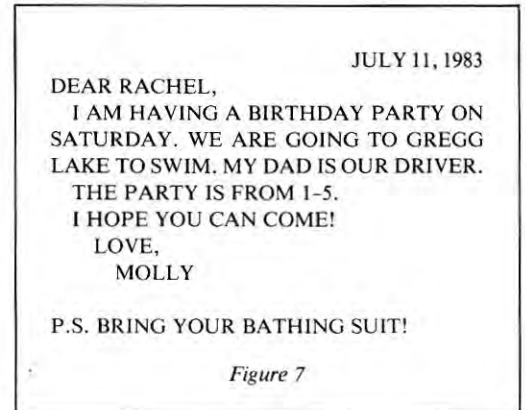 JULY 11, 1983
DEAR RACHEL,
I AM HAVING A BIRTHDAY PARTY ON
SATURDAY. WE ARE GOING TO GREGG
LAKE TO SWIM. MY DAD IS OUR DRIVER.
THE PARTY IS FROM 1–5.
I HOPE YOU CAN COME!
LOVE,
MOLLY
P.S. BRING YOUR BATHING SUIT!
Figure 7